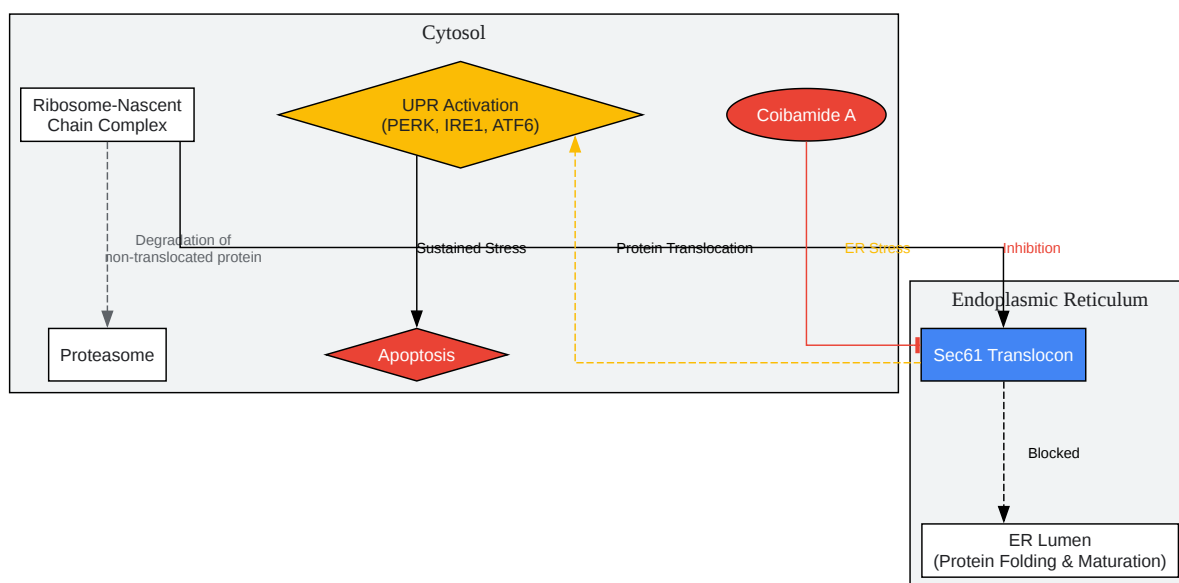 Cytosol
Ribosome-Nascent
Chain Complex
UPR Activation
(PERK, IRE1, ATF6)
Coibamide A
Degradation of
non-translocated protein
Sustained Stress
Protein Translocation
ER Stress
Inhibition
Endoplasmic Reticulum
Proteasome
Apoptosis
Sec61 Translocon
Blocked
ER Lumen
(Protein Folding & Maturation)